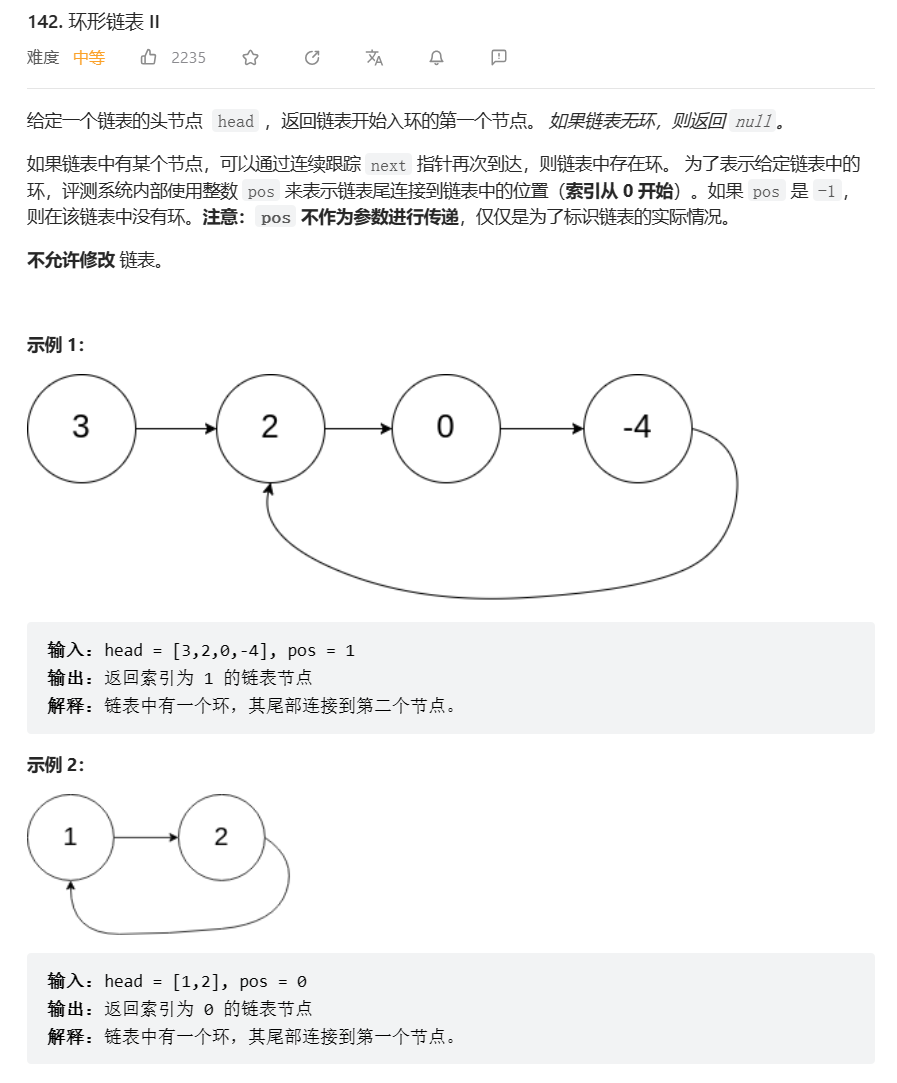 142. 环形链表 II
难度 中等 2235
给定一个链表的头节点 head ，返回链表开始入环的第一个节点。 如果链表无环，则返回 null。
如果链表中有某个节点，可以通过连续跟踪 next 指针再次到达，则链表中存在环。 为了表示给定链表中的
环，评测系统内部使用整数 pos 来表示链表尾连接到链表中的位置（索引从 0 开始）。如果 pos 是 -1，
则在该链表中没有环。注意：pos 不作为参数进行传递，仅仅是为了标识链表的实际情况。
不允许修改 链表。
示例 1：
3 2 0 -4
输入：head = [3,2,0,-4], pos = 1
输出：返回索引为 1 的链表节点
解释：链表中有一个环，其尾部连接到第二个节点。
示例 2：
1 2
输入：head = [1,2], pos = 0
输出：返回索引为 0 的链表节点
解释：链表中有一个环，其尾部连接到第一个节点。